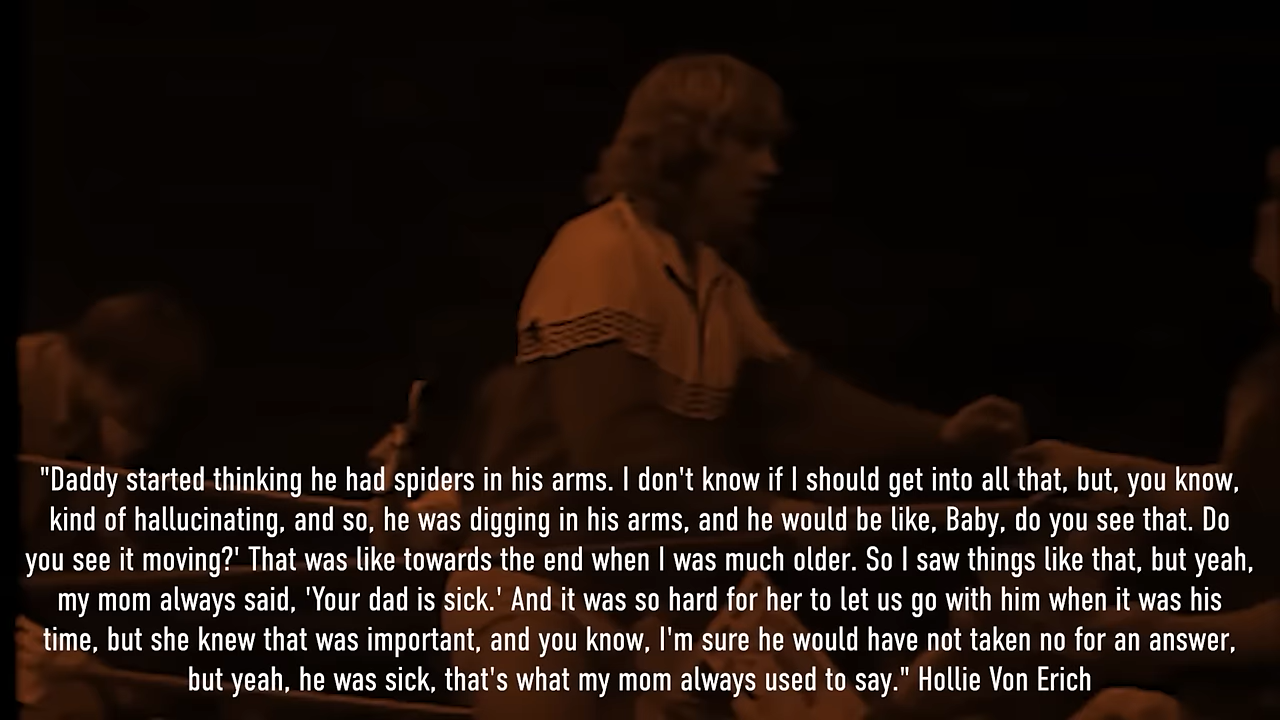 "Daddy started thinking he had spiders in his arms. I don't know if I should get into all that, but, you know,
kind of hallucinating, and so, he was digging in his arms, and he would be like, Baby, do you see that. Do
you see it moving?' That was like towards the end when I was much older. So I saw things like that, but yeah,
my mom always said, 'Your dad is sick.' And it was so hard for her to let us go with him when it was his
time, but she knew that was important, and you know, I'm sure he would have not taken no for an answer,
but yeah, he was sick, that's what my mom always used to say." Hollie Von Erich